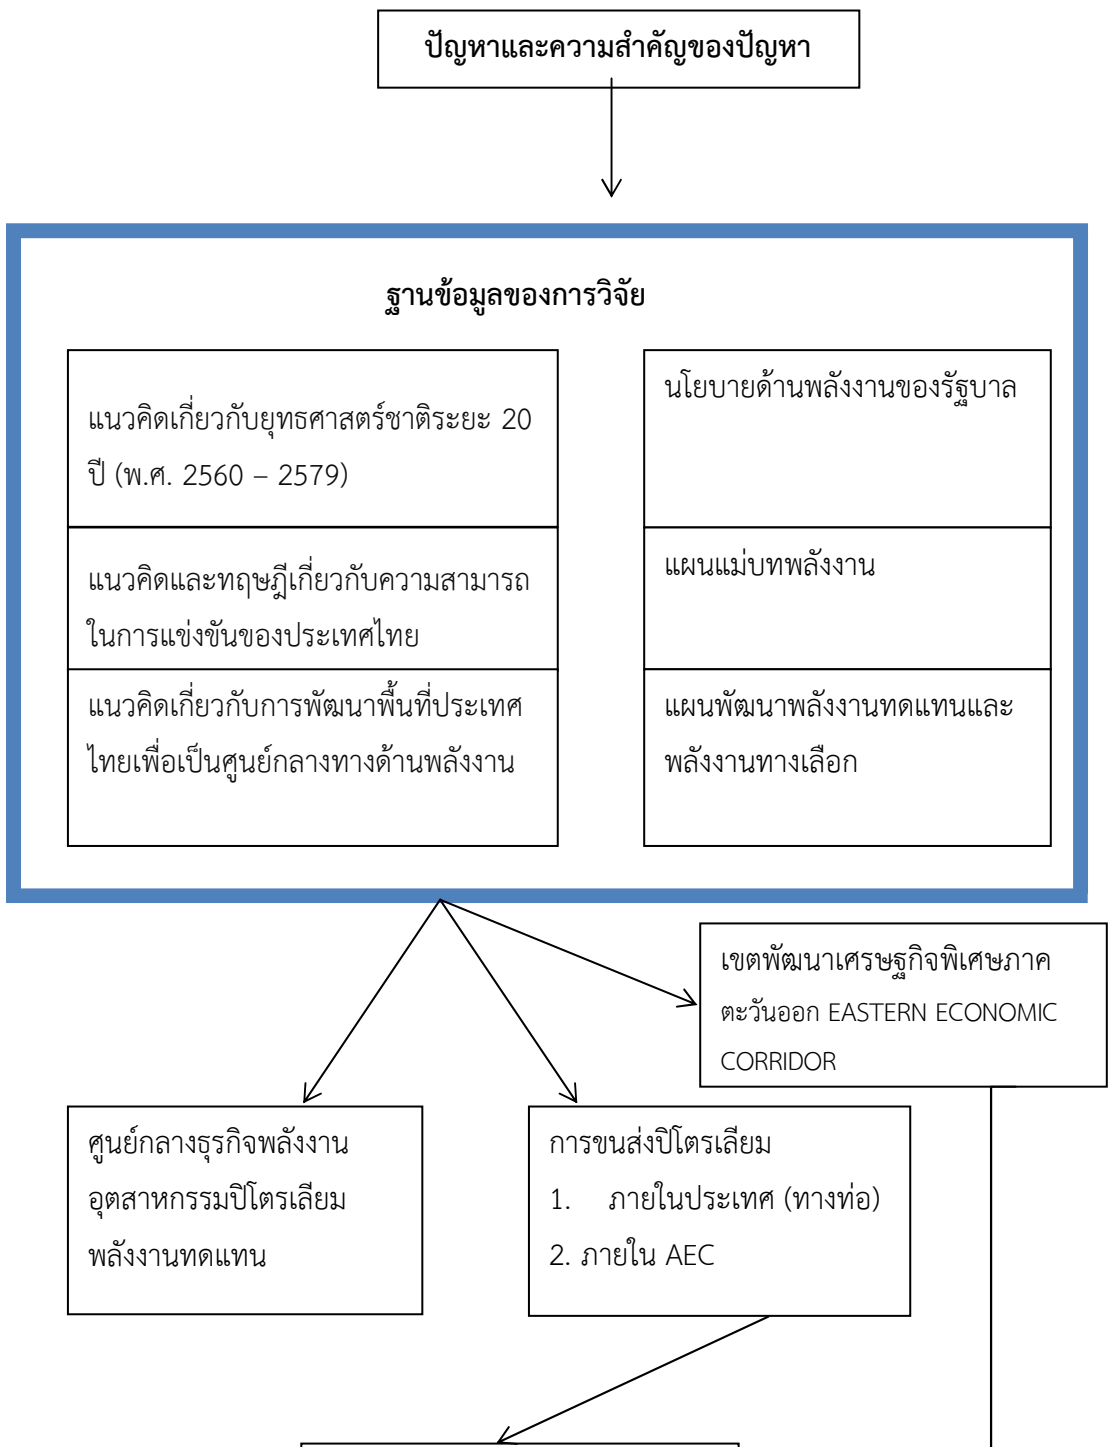 ปัญหาและความสำคัญของปัญหา
ฐานข้อมูลของการวิจัย
แนวคิดเกี่ยวกับยุทธศาสตร์ชาติระยะ 20
ปี (พ.ศ. 2560 – 2579)
แนวคิดและทฤษฎีเกี่ยวกับความสามารถ
ในการแข่งขันของประเทศไทย
แนวคิดเกี่ยวกับการพัฒนาพื้นที่ประเทศ
ไทยเพื่อเป็นศูนย์กลางทางด้านพลังงาน
นโยบายด้านพลังงานของรัฐบาล
แผนแม่บทพลังงาน
แผนพัฒนาพลังงานทดแทนและ
พลังงานทางเลือก
เขตพัฒนาเศรษฐกิจพิเศษภาค
ตะวันออก EASTERN ECONOMIC
CORRIDOR
ศูนย์กลางธุรกิจพลังงาน
อุตสาหกรรมปิโตรเลียม
พลังงานทดแทน
การขนส่งปิโตรเลียม
1. ภายในประเทศ (ทางท่อ)
2. ภายใน AEC